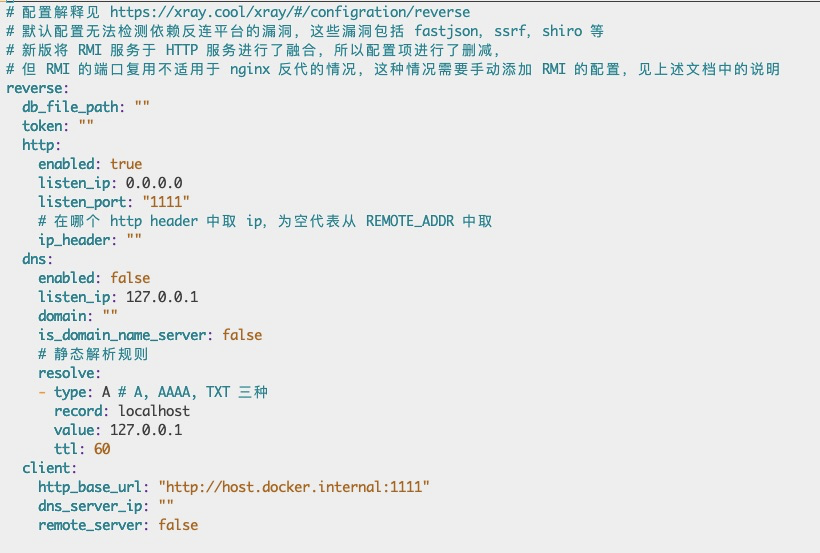 # 配置解释见 https://xray.cool/xray/#/configration/reverse
# 默认配置无法检测依赖反连平台的漏洞, 这些漏洞包括 fastjson, ssrf, shiro 等
# 新版将 RMI 服务于 HTTP 服务进行了融合, 所以配置项进行了删减,
# 但 RMI 的端口复用不适用于 nginx 反代的情况, 这种情况需要手动添加 RMI 的配置, 见上述文档中的说明
reverse:
  db_file_path: ""
  token: ""
  http:
    enabled: true
    listen_ip: 0.0.0.0
    listen_port: "1111"
    # 在哪个 http header 中取 ip, 为空代表从 REMOTE_ADDR 中取
    ip_header: ""
  dns:
    enabled: false
    listen_ip: 127.0.0.1
    domain: ""
    is_domain_name_server: false
    # 静态解析规则
    resolve:
    - type: A # A, AAAA, TXT 三种
      record: localhost
      value: 127.0.0.1
      ttl: 60
  client:
    http_base_url: "http://host.docker.internal:1111"
    dns_server_ip: ""
    remote_server: false